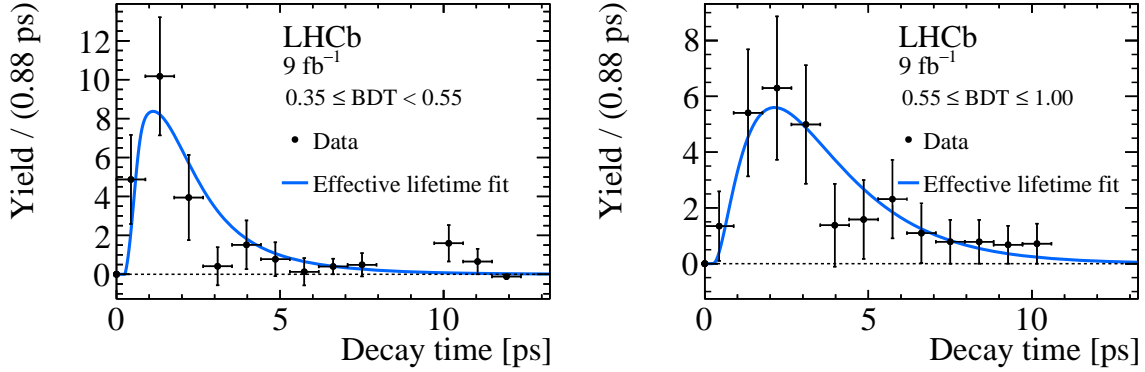 Yield / (0.88 ps)
12
10
8
6
4
2
0
LHCb
9 fb⁻¹
0.35 ≤ BDT < 0.55
Data
Effective lifetime fit
0 5 10
Decay time [ps]
Yield / (0.88 ps)
8
6
4
2
0
LHCb
9 fb⁻¹
0.55 ≤ BDT ≤ 1.00
Data
Effective lifetime fit
0 5 10
Decay time [ps]